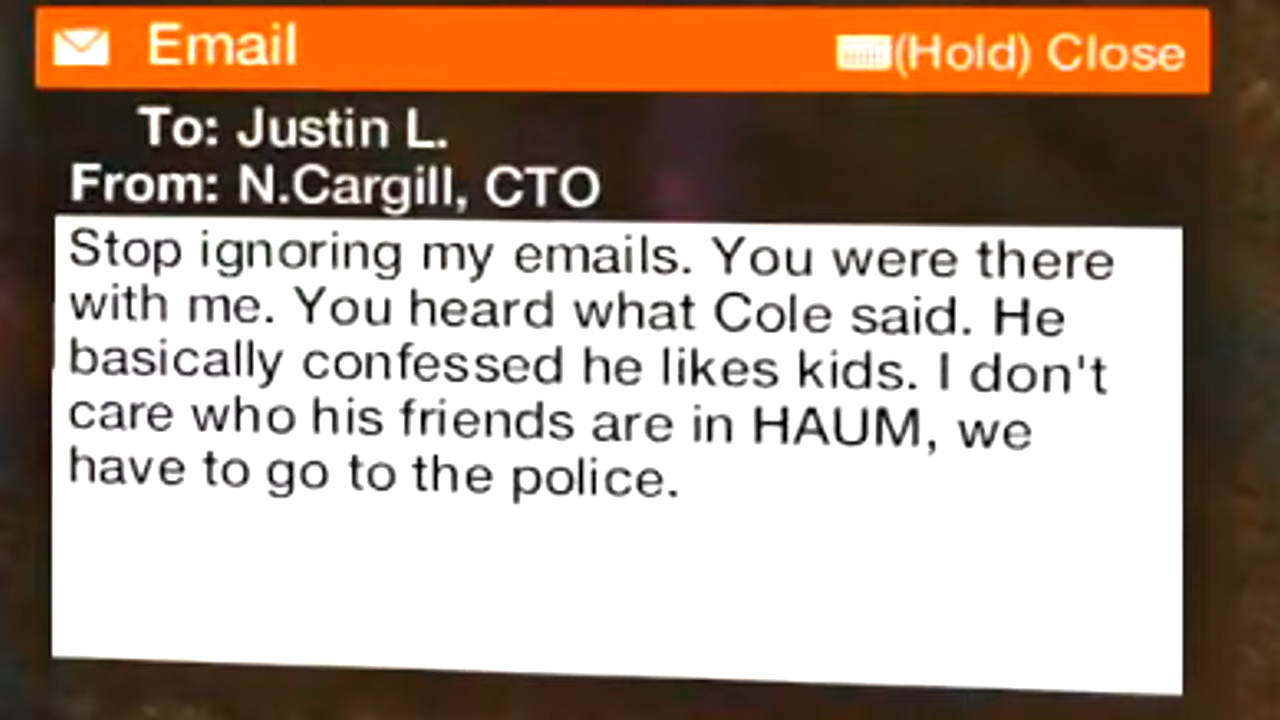 Email
(Hold) Close
To: Justin L.
From: N.Cargill, CTO
Stop ignoring my emails. You were there
with me. You heard what Cole said. He
basically confessed he likes kids. I don't
care who his friends are in HAUM, we
have to go to the police.